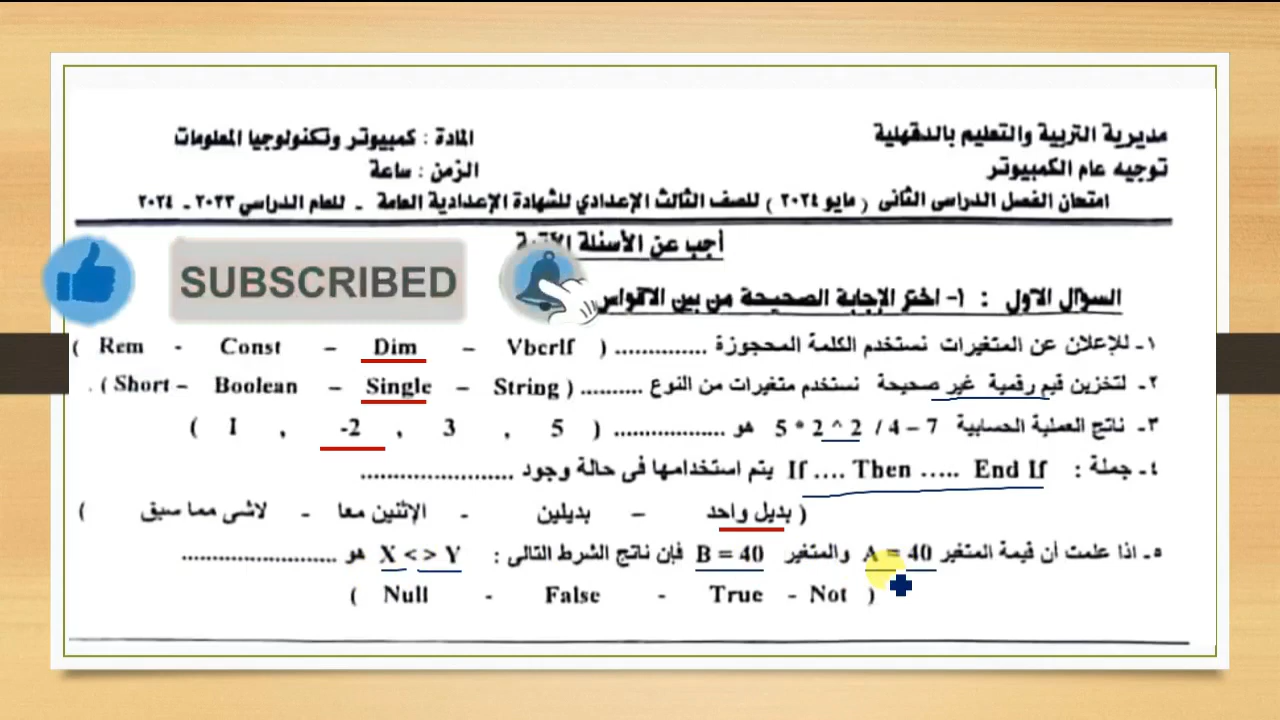 مديرية التربية والتعليم بالدقهلية
توجيه عام الكمبيوتر
المادة : كمبيوتر وتكنولوجيا المعلومات
الزمن : ساعة
امتحان الفصل الدراسى الثانى ( مايو ٢٠٢٤ ) للصف الثالث الإعدادي للشهادة الإعدادية العامة - للعام الدراسي ٢٠٢٣ - ٢٠٢٤
أجب عن الأسئلة
SUBSCRIBED
السؤال الاول : ١- اختر الإجابة الصحيحة من بين الاقواس
١- للإعلان عن المتغيرات نستخدم الكلمة المحجوزة .............. ( Rem - Const – Dim – Vbcrlf )
٢- لتخزين قيم رقمية غير صحيحة نستخدم متغيرات من النوع .......... ( Short – Boolean – Single – String ) .
٣- ناتج العملية الحسابية 5 * 2 ^ 2 / 4 – 7 هو ................. ( 1 , -2 , 3 , 5 )
٤- جملة : If .... Then ..... End If يتم استخدامها فى حالة وجود .......................
( بديل واحد – بديلين - الإثنين معا - لاشى مما سبق )
٥- اذا علمت أن قيمة المتغير A = 40 والمتغير B = 40 فإن ناتج الشرط التالى : X < > Y هو .......................
( Null - False - True - Not )